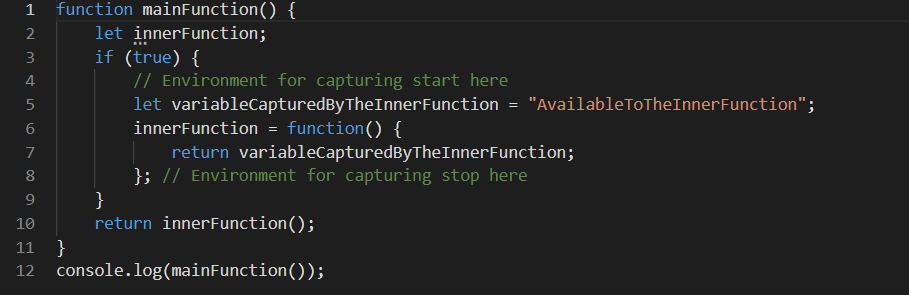 1 function mainFunction() {
2     let innerFunction;
3     if (true) {
4         // Environment for capturing start here
5         let variableCapturedByTheInnerFunction = "AvailableToTheInnerFunction";
6         innerFunction = function() {
7             return variableCapturedByTheInnerFunction;
8         }; // Environment for capturing stop here
9     }
10     return innerFunction();
11 }
12 console.log(mainFunction());